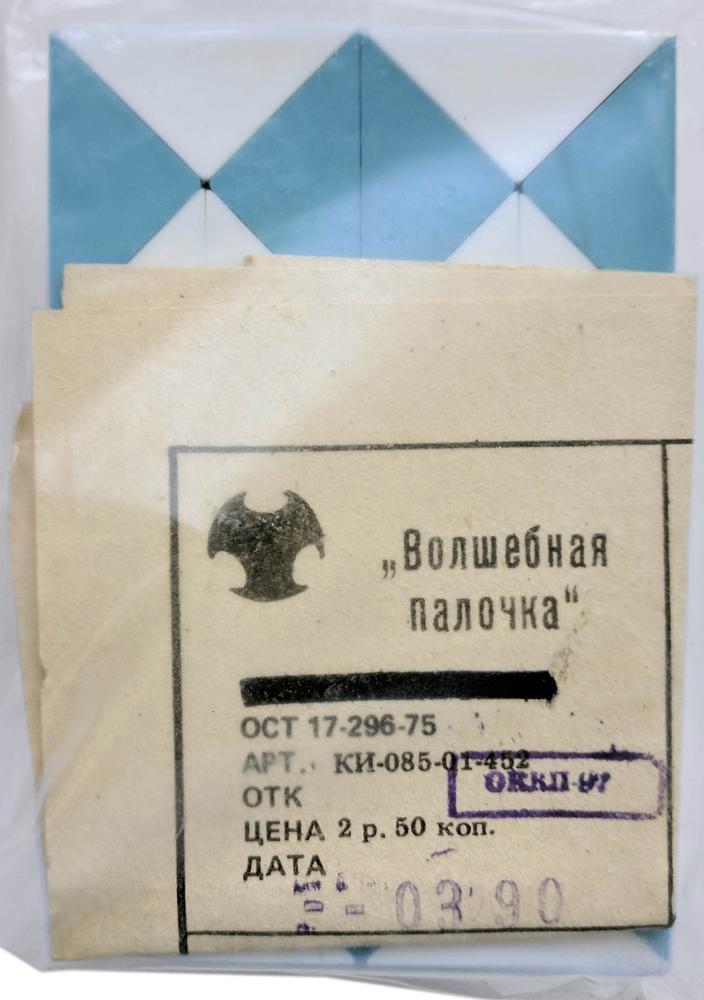 „Волшебная
палочка“
ОСТ 17-296-75
АРТ. КИ-085-01-452
ОТК
ЦЕНА 2 р. 50 коп.
ДАТА
03 90